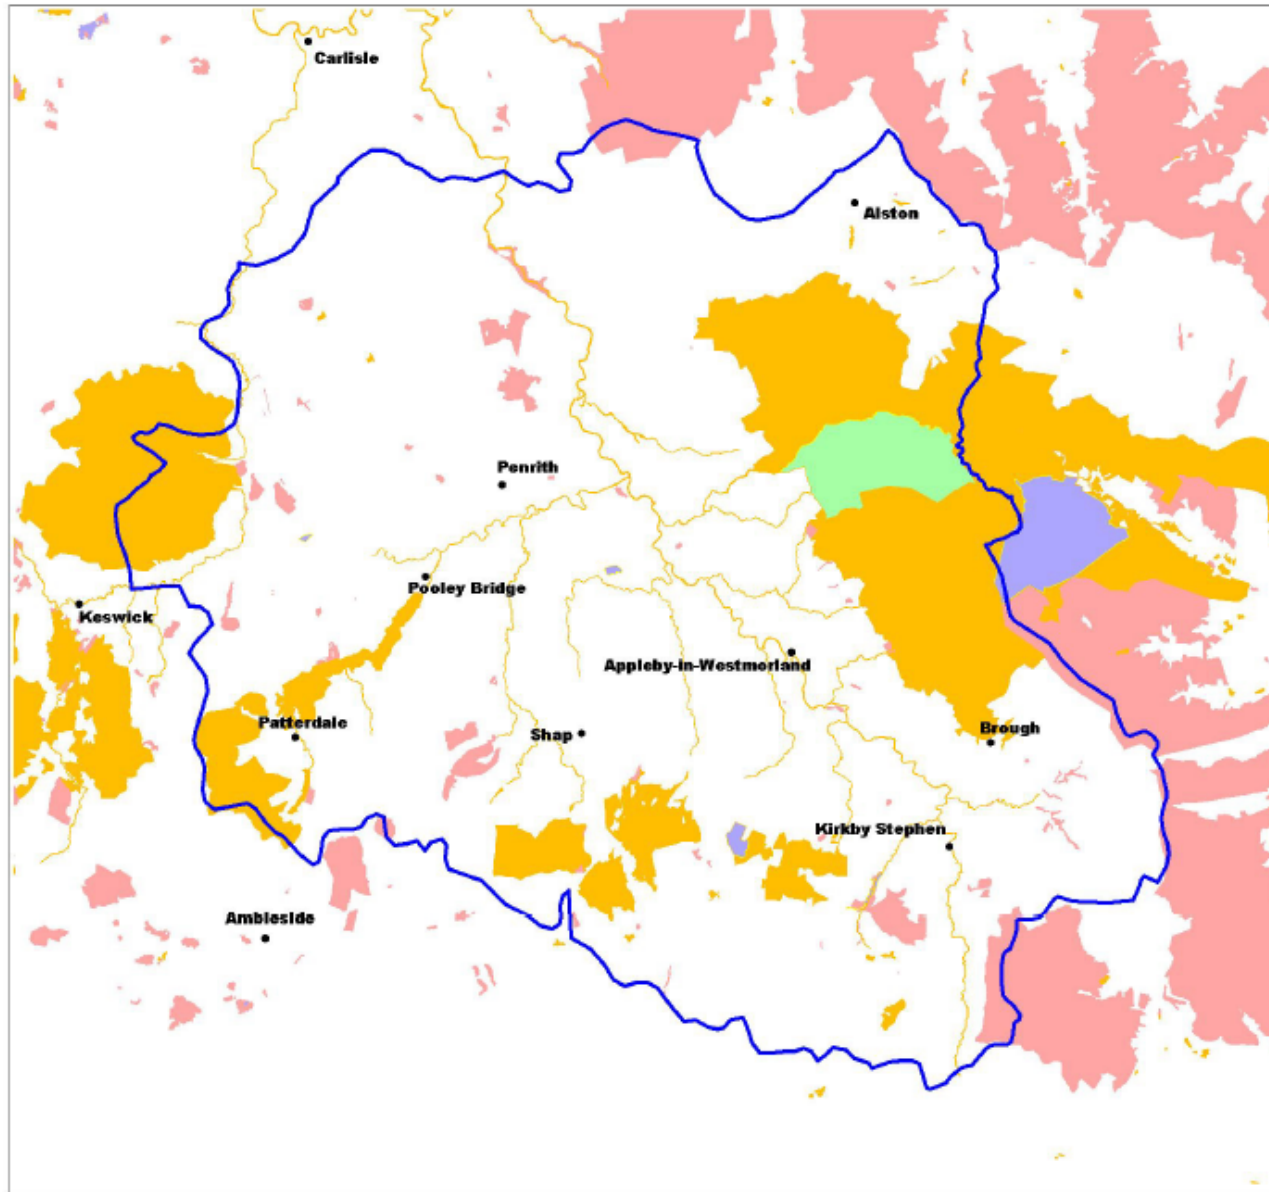 Carlisle
Alston
Penrith
Pooley Bridge
Keswick
Appleby-in-Westmorland
Patterdale
Shap
Brough
Kirkby Stephen
Ambleside